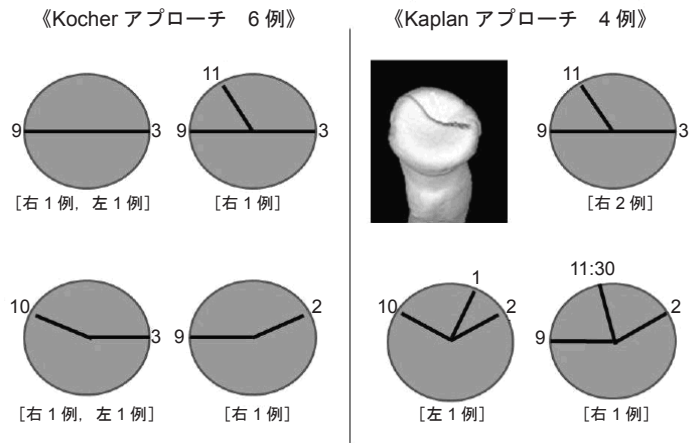 《Kocher アプローチ　6 例》
《Kaplan アプローチ　4 例》
9 3
[右 1 例，左 1 例]
11
9 3
[右 1 例]
11
9 3
[右 2 例]
10 3
[右 1 例，左 1 例]
9 2
[右 1 例]
10 1 2
[左 1 例]
11:30
9 2
[右 1 例]